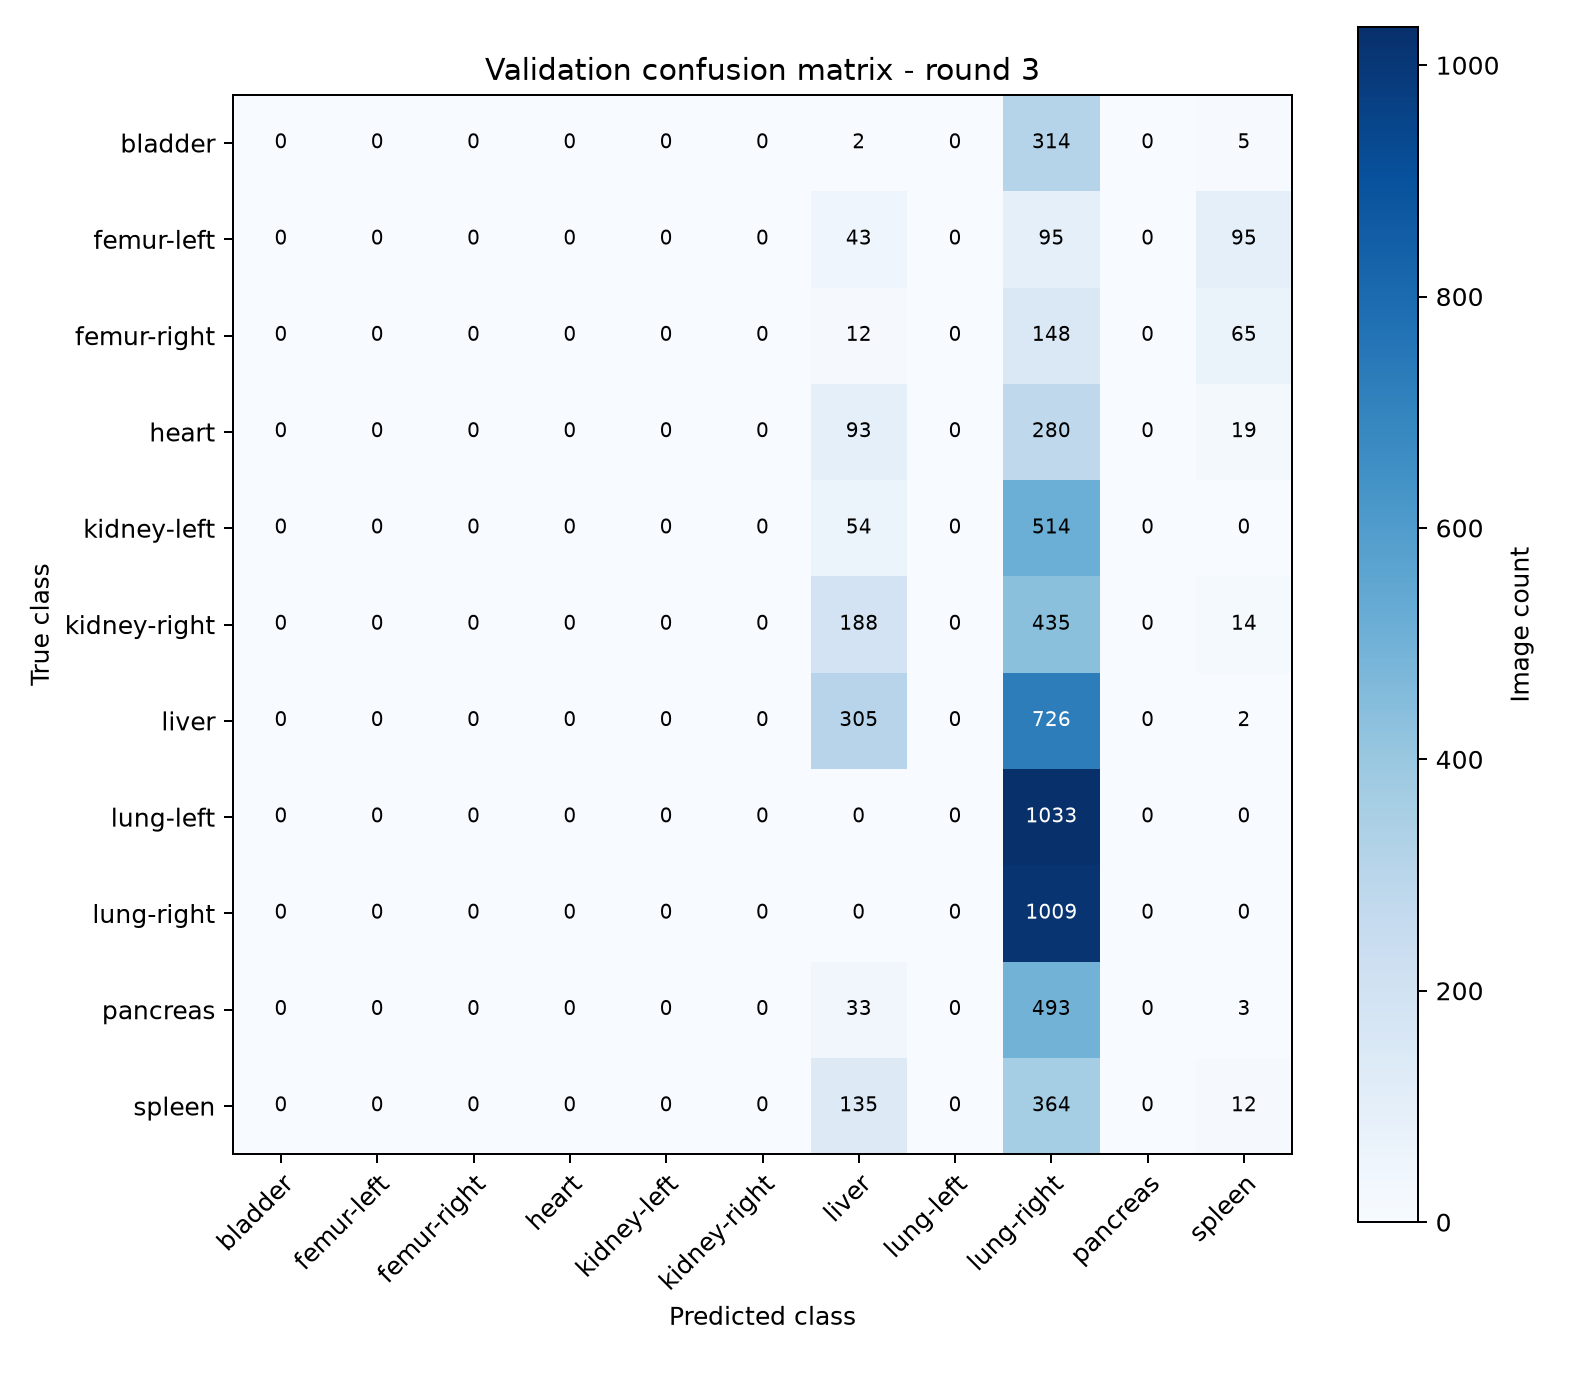 Validation confusion matrix - round 3
True class
bladder 0 0 0 0 0 0 2 0 314 0 5
femur-left 0 0 0 0 0 0 43 0 95 0 95
femur-right 0 0 0 0 0 0 12 0 148 0 65
heart 0 0 0 0 0 0 93 0 280 0 19
kidney-left 0 0 0 0 0 0 54 0 514 0 0
kidney-right 0 0 0 0 0 0 188 0 435 0 14
liver 0 0 0 0 0 0 305 0 726 0 2
lung-left 0 0 0 0 0 0 0 0 1033 0 0
lung-right 0 0 0 0 0 0 0 0 1009 0 0
pancreas 0 0 0 0 0 0 33 0 493 0 3
spleen 0 0 0 0 0 0 135 0 364 0 12
bladder femur-left femur-right heart kidney-left kidney-right liver lung-left lung-right pancreas spleen
Predicted class
1000
800
600
400
200
0
Image count